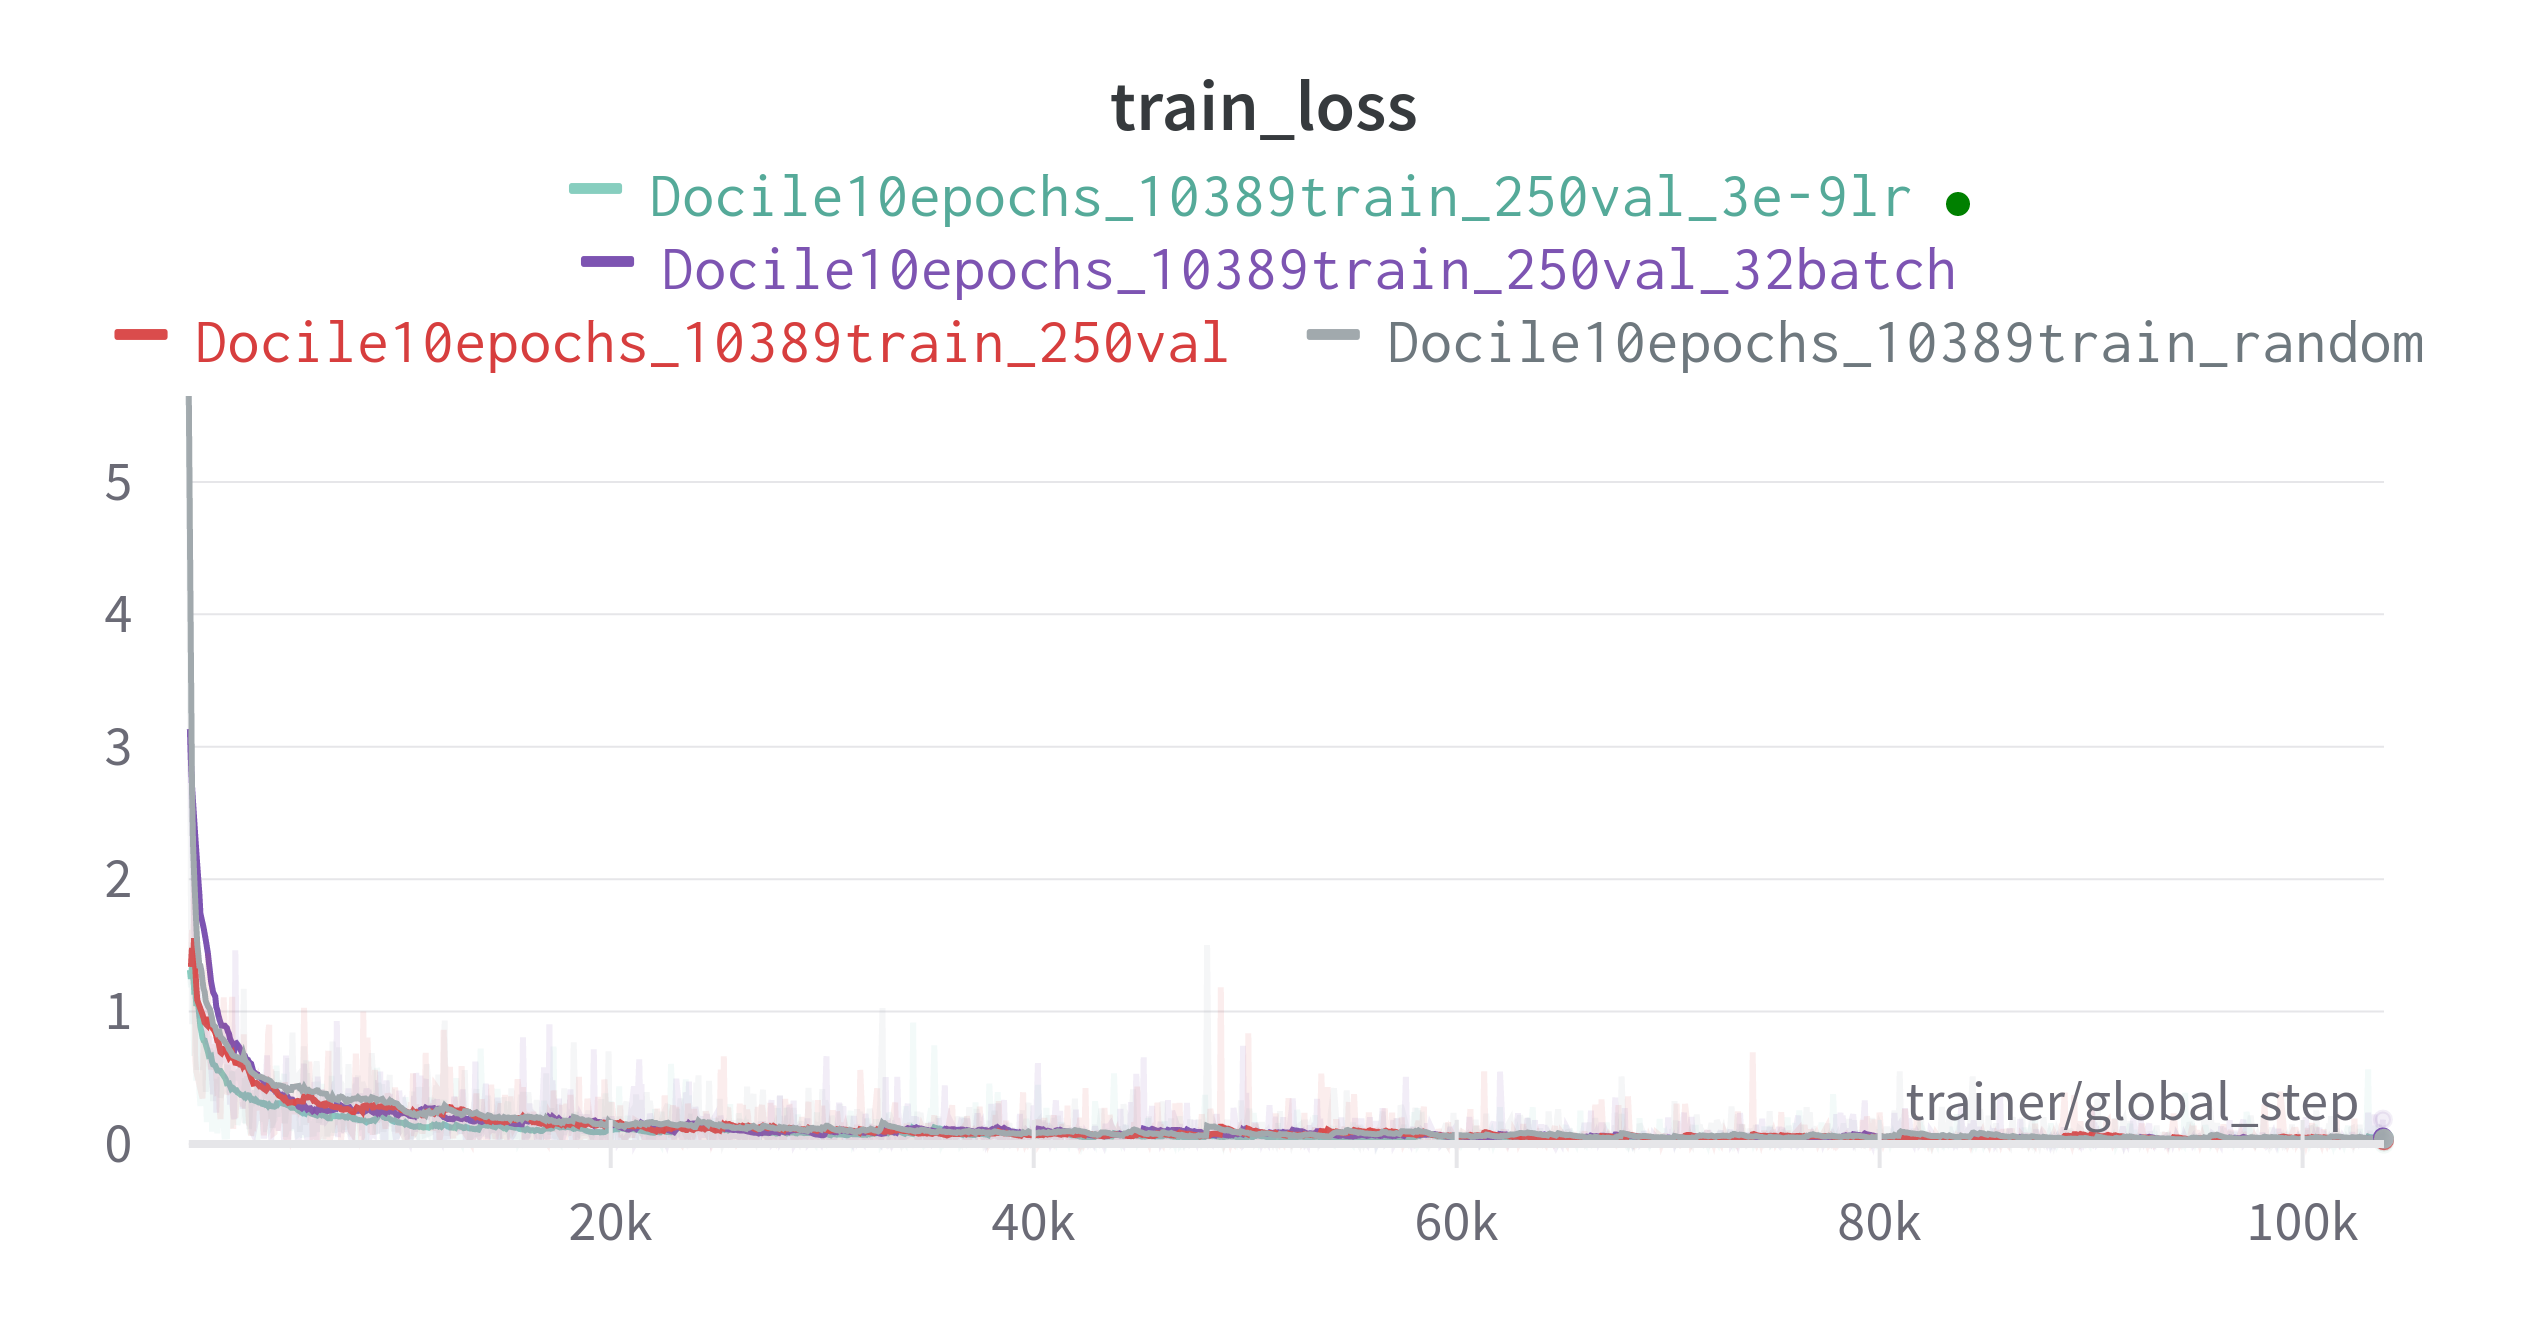 train_loss
Docile10epochs_10389train_250val_3e-9lr
Docile10epochs_10389train_250val_32batch
Docile10epochs_10389train_250val Docile10epochs_10389train_random
5
4
3
2
1
trainer/global_step
0
20k 40k 60k 80k 100k